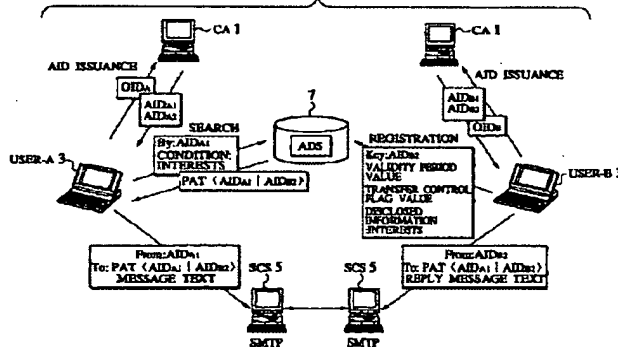 CA 1
CA 1
AID ISSUANCE
AID ISSUANCE
OIDA
AIDA1
AIDA2
7
ADS
AIDB1
AIDB2
OIDB
SEARCH
By:AIDA1
CONDITION:
INTERESTS
PAT <AIDA1 | AIDB2>
REGISTRATION
Key:AIDB2
VALIDITY PERIOD
VALUE
TRANSFER CONTROL
FLAG VALUE
DISCLOSED
INFORMATION
:INTERESTS
USER-A 3
USER-B 3
From:AIDA1
To: PAT <AIDA1 | AIDB2>
MESSAGE TEXT
From:AIDB2
To: PAT <AIDA1 | AIDB2>
REPLY MESSAGE TEXT
SCS 5
SCS 5
SMTP
SMTP